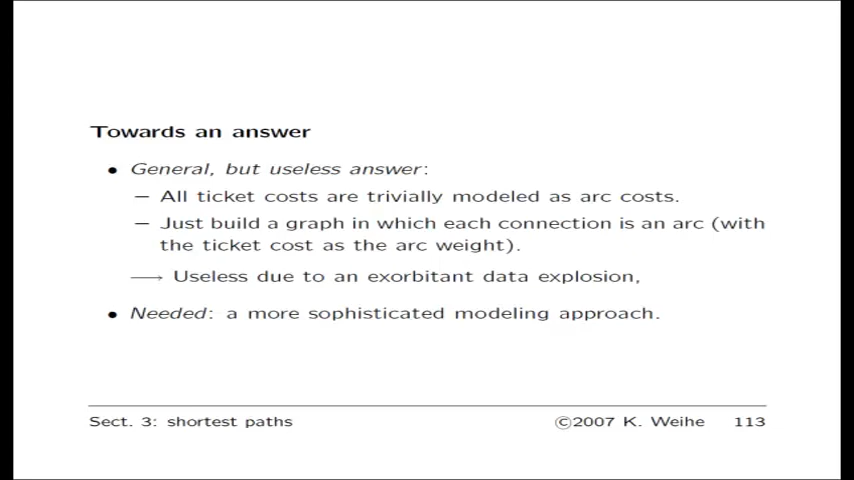 Towards an answer
• General, but useless answer:
– All ticket costs are trivially modeled as arc costs.
– Just build a graph in which each connection is an arc (with
the ticket cost as the arc weight).
⟶ Useless due to an exorbitant data explosion,
• Needed: a more sophisticated modeling approach.
Sect. 3: shortest paths ©2007 K. Weihe 113